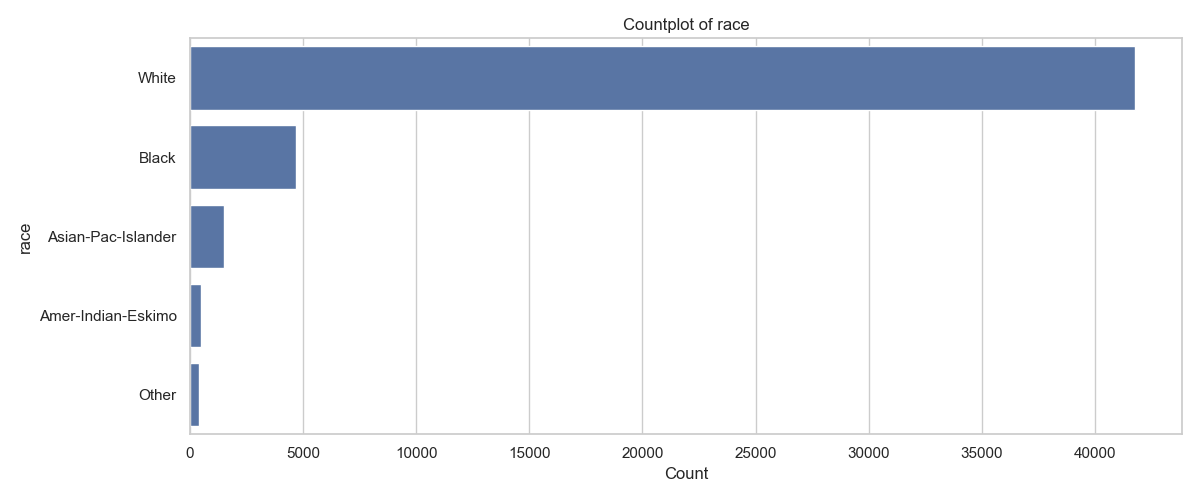 Countplot of race
race
White
Black
Asian-Pac-Islander
Amer-Indian-Eskimo
Other
0 5000 10000 15000 20000 25000 30000 35000 40000
Count